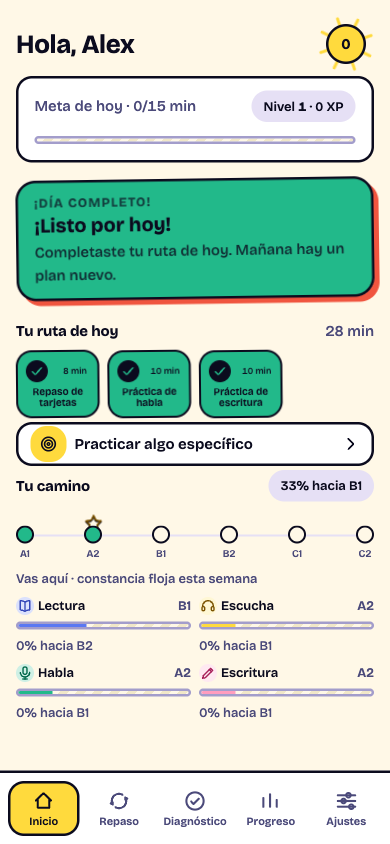 Hola, Alex
0
Meta de hoy · 0/15 min
Nivel 1 · 0 XP
¡DÍA COMPLETO!
¡Listo por hoy!
Completaste tu ruta de hoy. Mañana hay un
plan nuevo.
Tu ruta de hoy
28 min
8 min
Repaso de
tarjetas
10 min
Práctica de
habla
10 min
Práctica de
escritura
Practicar algo específico
Tu camino
33% hacia B1
A1
A2
B1
B2
C1
C2
Vas aquí · constancia floja esta semana
Lectura
B1
0% hacia B2
Escucha
A2
0% hacia B1
Habla
A2
0% hacia B1
Escritura
A2
0% hacia B1
Inicio
Repaso
Diagnóstico
Progreso
Ajustes